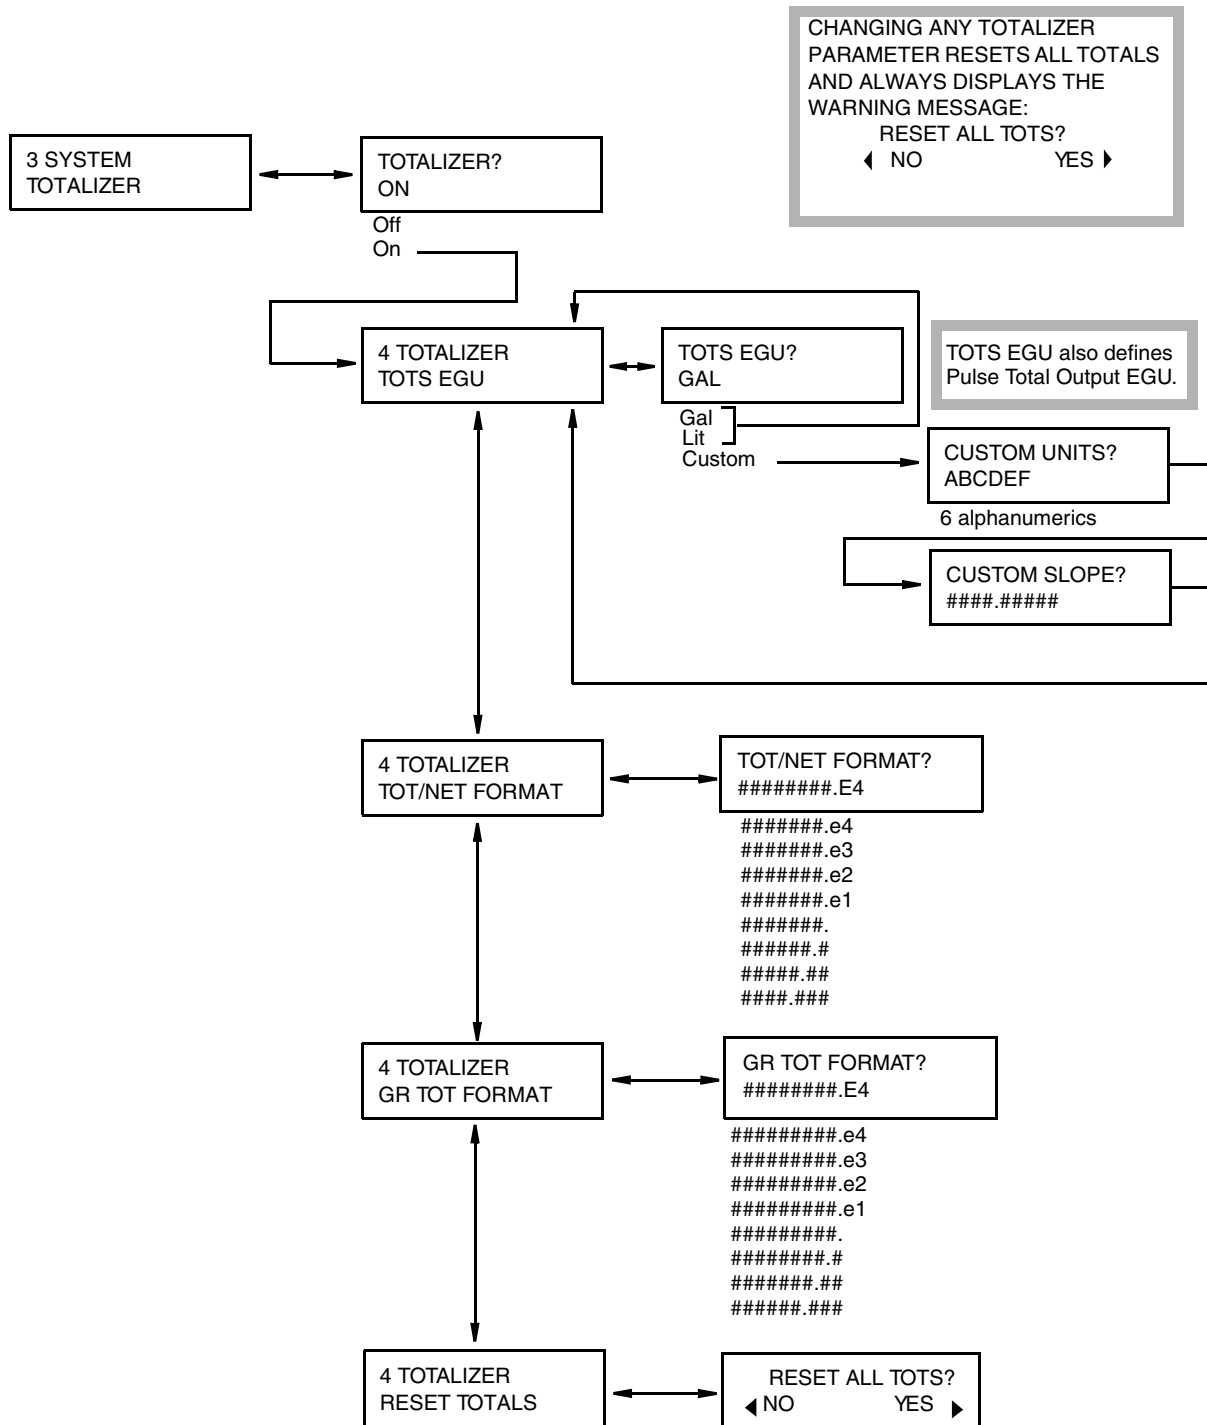 CHANGING ANY TOTALIZER
PARAMETER RESETS ALL TOTALS
AND ALWAYS DISPLAYS THE
WARNING MESSAGE:
RESET ALL TOTS?
NO YES
3 SYSTEM
TOTALIZER
TOTALIZER?
ON
Off
On
4 TOTALIZER
TOTS EGU
TOTS EGU?
GAL
TOTS EGU also defines
Pulse Total Output EGU.
Gal
Lit
Custom
CUSTOM UNITS?
ABCDEF
6 alphanumerics
CUSTOM SLOPE?
####.#####
4 TOTALIZER
TOT/NET FORMAT
TOT/NET FORMAT?
########.E4
#######.e4
#######.e3
#######.e2
#######.e1
#######.
######.#
#####.##
####.###
4 TOTALIZER
GR TOT FORMAT
GR TOT FORMAT?
########.E4
#########.e4
#########.e3
#########.e2
#########.e1
#########.
########.#
#######.##
######.###
4 TOTALIZER
RESET TOTALS
RESET ALL TOTS?
NO YES